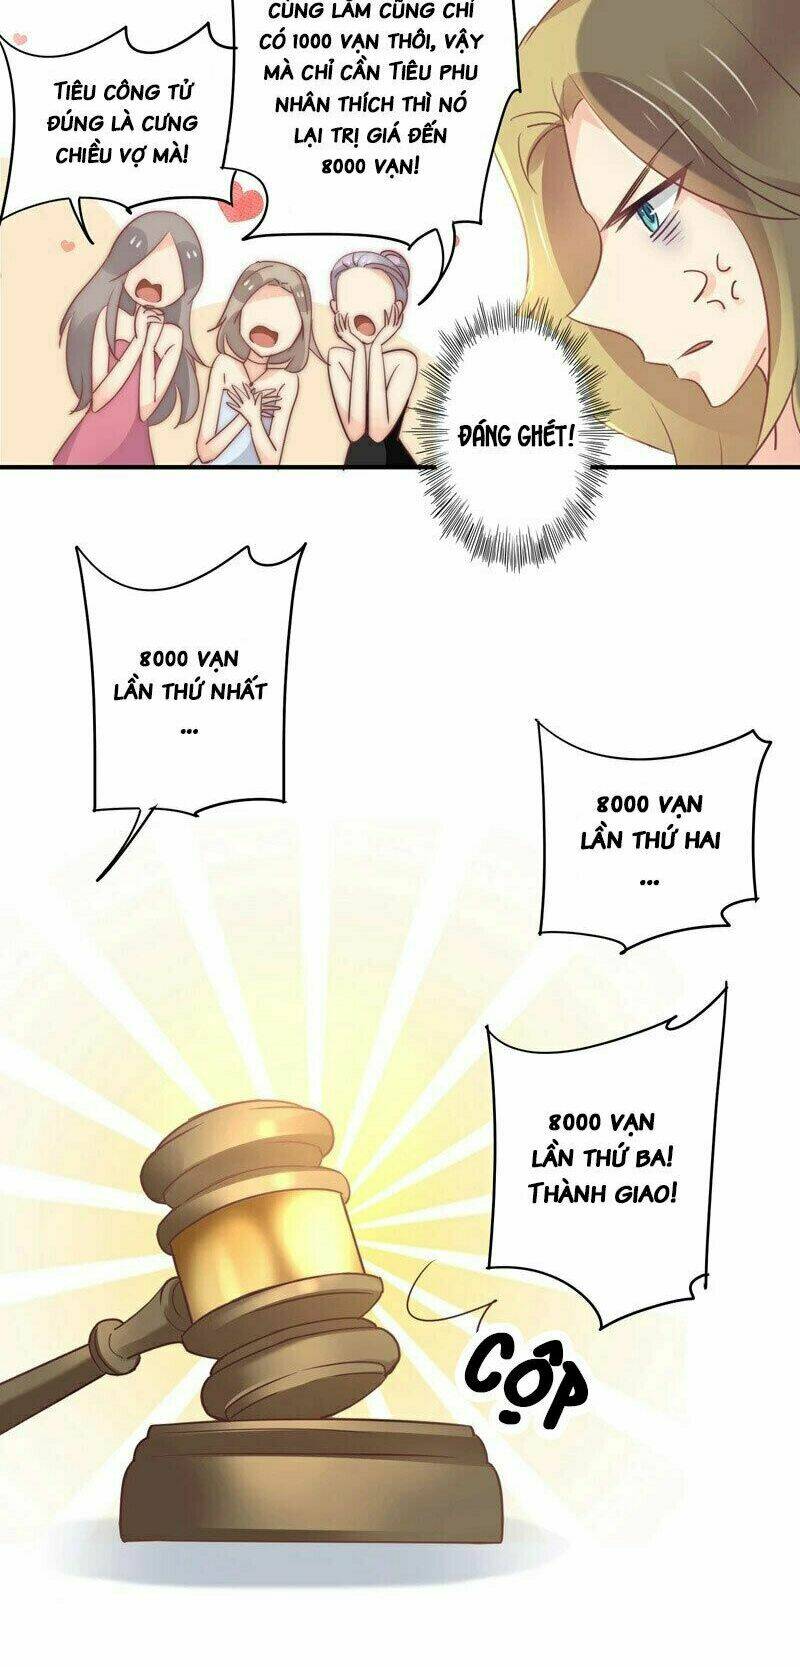 TIÊU CÔNG TỬ
ĐÚNG LÀ CƯNG
CHIỀU VỢ MÀ!
CÙNG LẮM CŨNG CHỈ
CÓ 1000 VẠN THÔI, VẬY
MÀ CHỈ CẦN TIÊU PHU
NHÂN THÍCH THÌ NÓ
LẠI TRỊ GIÁ ĐẾN
8000 VẠN!
ĐÁNG GHÉT!
8000 VẠN
LẦN THỨ NHẤT
...
8000 VẠN
LẦN THỨ HAI
...
8000 VẠN
LẦN THỨ BA!
THÀNH GIAO!
CỘP